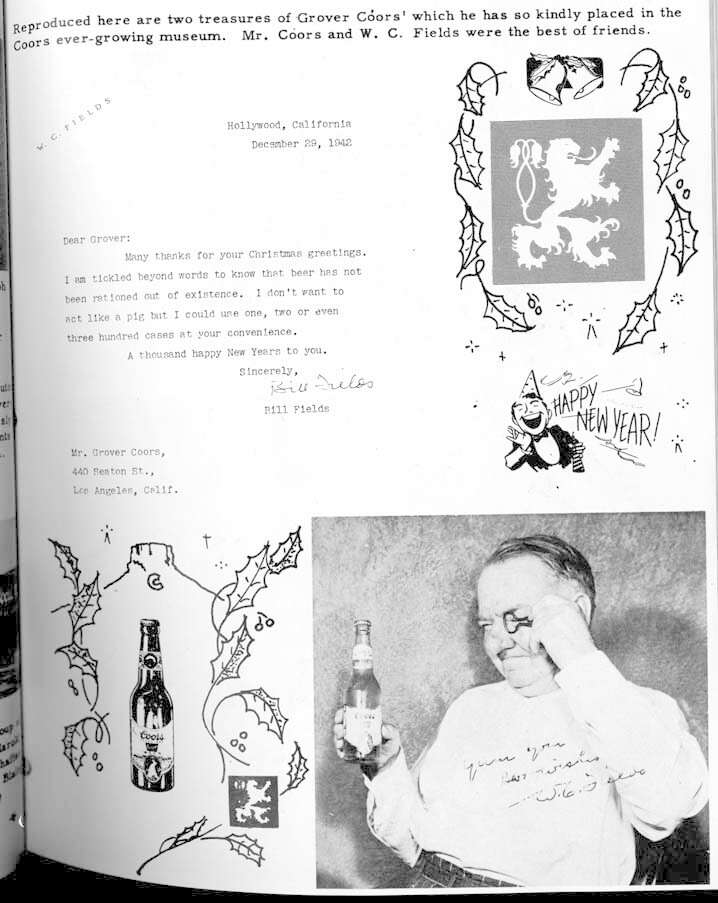 Reproduced here are two treasures of Grover Coors' which he has so kindly placed in the
Coors ever-growing museum. Mr. Coors and W. C. Fields were the best of friends.
W. C. FIELDS
Hollywood, California
December 29, 1942
Dear Grover:
Many thanks for your Christmas greetings.
I am tickled beyond words to know that beer has not
been rationed out of existence. I don't want to
act like a pig but I could use one, two or even
three hundred cases at your convenience.
A thousand happy New Years to you.
Sincerely,
Bill Fields
Bill Fields
Mr. Grover Coors,
440 Seaton St.,
Los Angeles, Calif.
HAPPY
NEW YEAR!
Coors
Coors
Best wishes
W. C. Fields